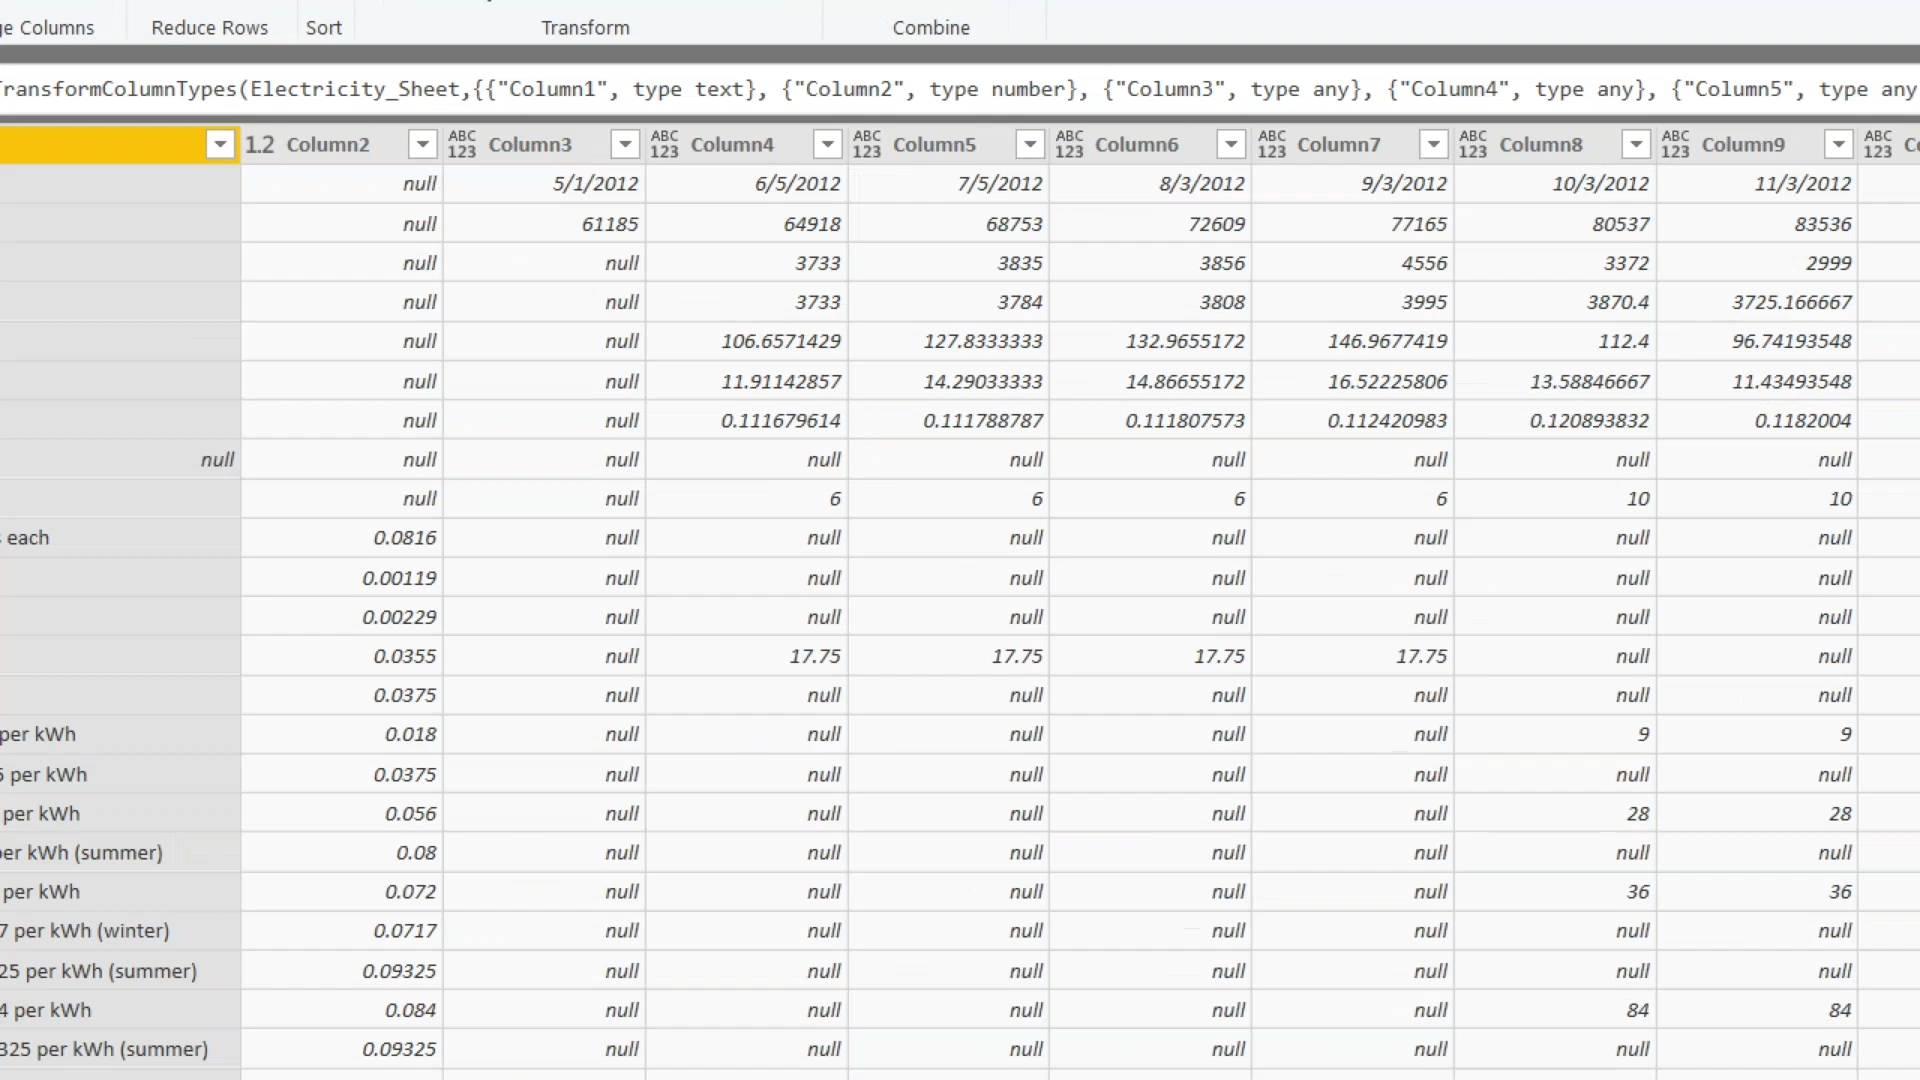 ge Columns Reduce Rows Sort Transform Combine
TransformColumnTypes(Electricity_Sheet,{{"Column1", type text}, {"Column2", type number}, {"Column3", type any}, {"Column4", type any}, {"Column5", type any
1.2 Column2 ABC 123 Column3 ABC 123 Column4 ABC 123 Column5 ABC 123 Column6 ABC 123 Column7 ABC 123 Column8 ABC 123 Column9 ABC 123 Co
null 5/1/2012 6/5/2012 7/5/2012 8/3/2012 9/3/2012 10/3/2012 11/3/2012
null 61185 64918 68753 72609 77165 80537 83536
null null 3733 3835 3856 4556 3372 2999
null null 3733 3784 3808 3995 3870.4 3725.166667
null null 106.6571429 127.8333333 132.9655172 146.9677419 112.4 96.74193548
null null 11.91142857 14.29033333 14.86655172 16.52225806 13.58846667 11.43493548
null null 0.111679614 0.111788787 0.111807573 0.112420983 0.120893832 0.1182004
null null null null null null null null null
null null 6 6 6 6 10 10
each 0.0816 null null null null null null null
0.00119 null null null null null null null
0.00229 null null null null null null null
0.0355 null 17.75 17.75 17.75 17.75 null null
0.0375 null null null null null null null
per kWh 0.018 null null null null null 9 9
5 per kWh 0.0375 null null null null null null null
per kWh 0.056 null null null null null 28 28
per kWh (summer) 0.08 null null null null null null null
per kWh 0.072 null null null null null 36 36
7 per kWh (winter) 0.0717 null null null null null null null
25 per kWh (summer) 0.09325 null null null null null null null
4 per kWh 0.084 null null null null null 84 84
325 per kWh (summer) 0.09325 null null null null null null null